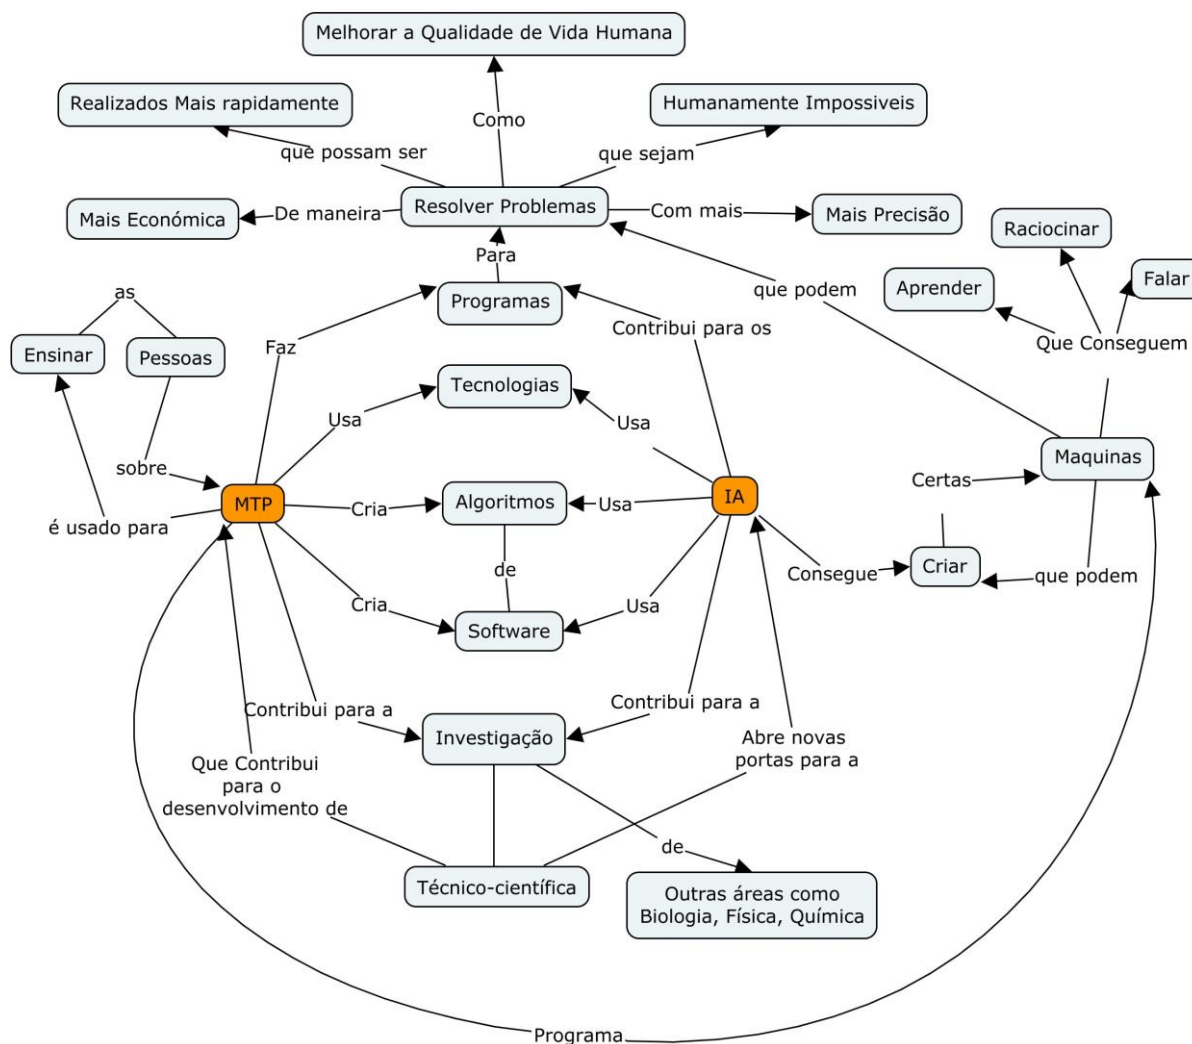 Melhorar a Qualidade de Vida Humana
Realizados Mais rapidamente
Humanamente Impossiveis
Como
que possam ser
que sejam
Mais Económica
De maneira
Resolver Problemas
Com mais
Mais Precisão
Raciocinar
Para
Falar
as
Programas
que podem
Aprender
Contribui para os
Que Conseguem
Faz
Ensinar
Pessoas
Tecnologias
Usa
Usa
Maquinas
sobre
Certas
MTP
Cria
Algoritmos
Usa
IA
é usado para
de
Consegue
Criar
que podem
Cria
Software
Usa
Contribui para a
Contribui para a
Investigação
Abre novas
portas para a
Que Contribui
para o
desenvolvimento de
de
Técnico-científica
Outras áreas como
Biologia, Física, Química
Programa